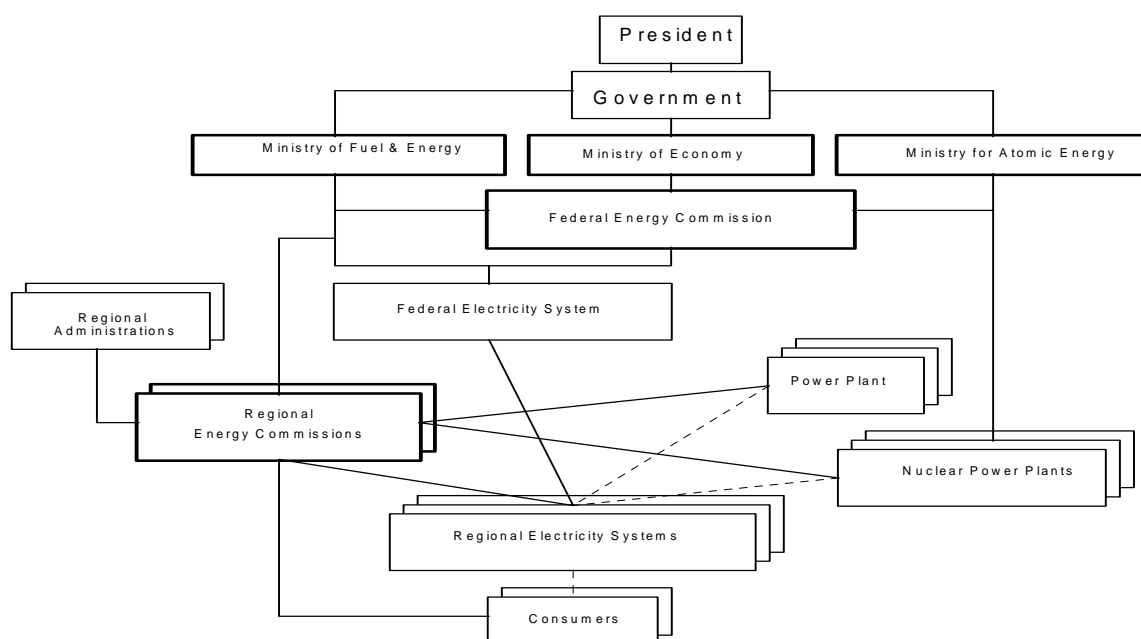 President
Government
Ministry of Fuel & Energy
Ministry of Economy
Ministry for Atomic Energy
Federal Energy Commission
Federal Electricity System
Regional
Administrations
Power Plant
Regional
Energy Commissions
Nuclear Power Plants
Regional Electricity Systems
Consumers